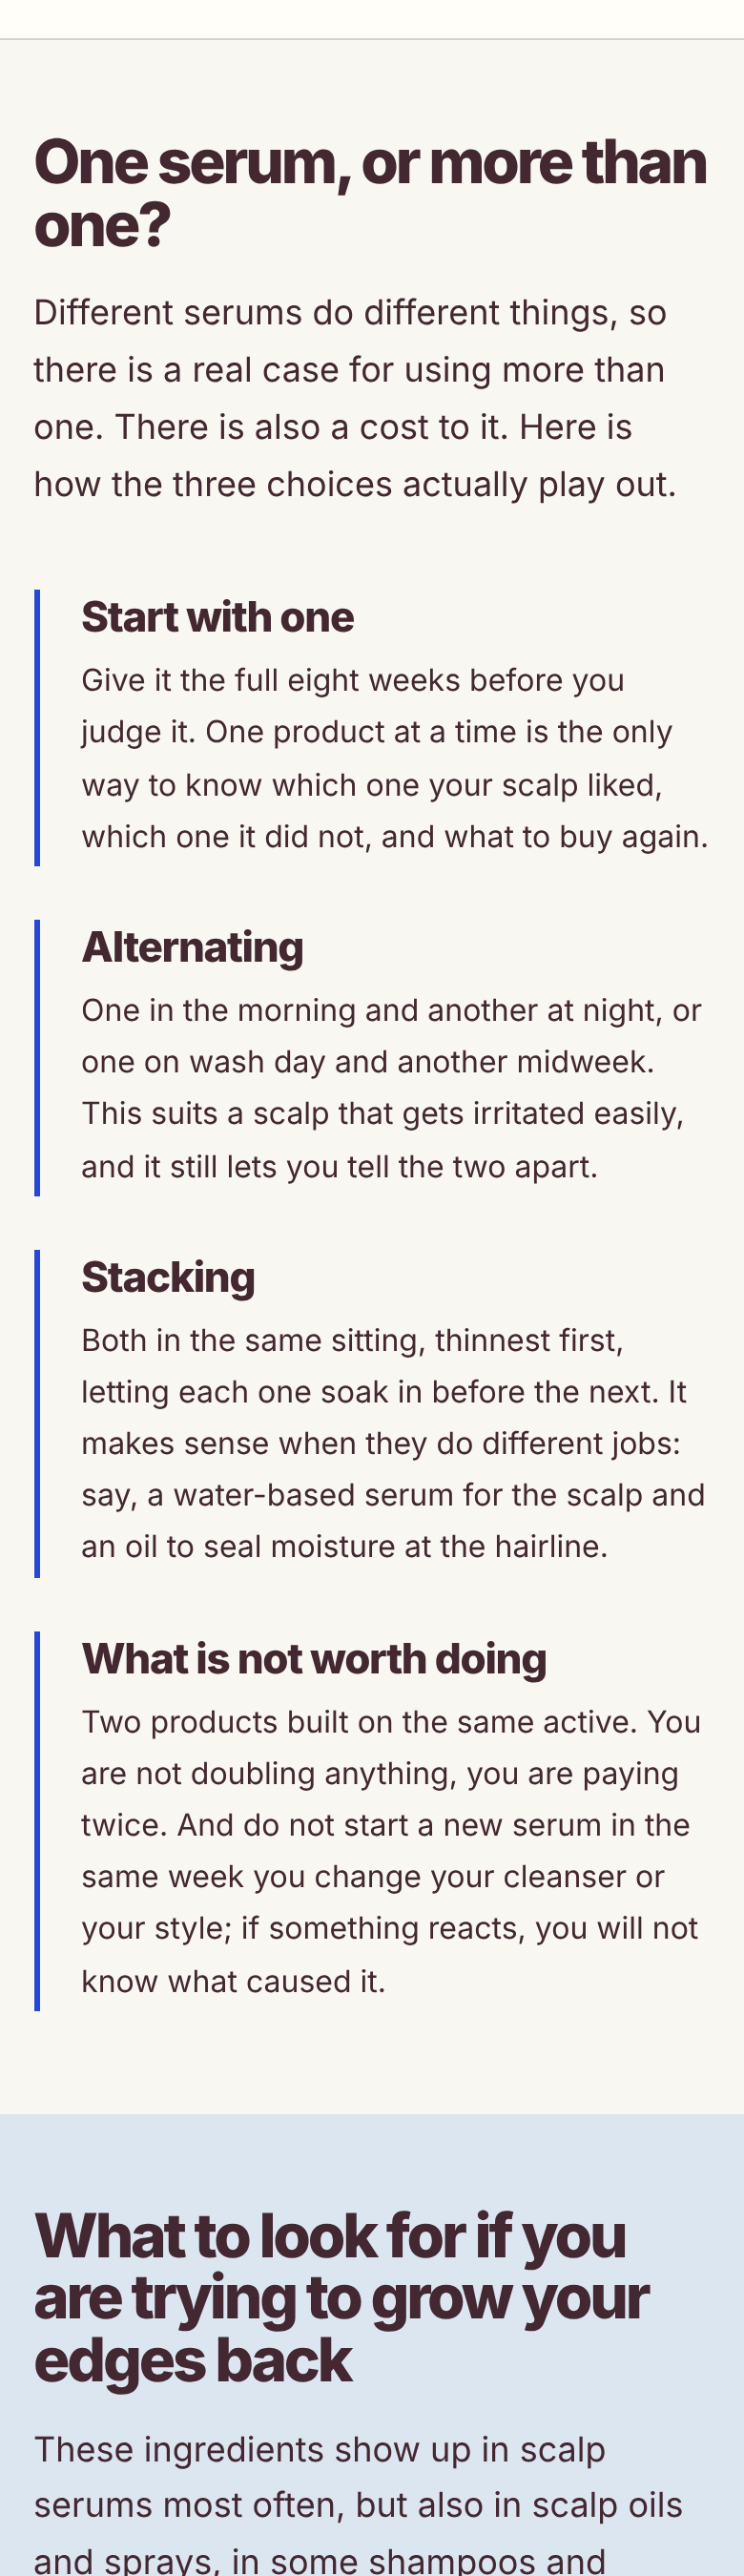 One serum, or more than
one?
Different serums do different things, so
there is a real case for using more than
one. There is also a cost to it. Here is
how the three choices actually play out.
Start with one
Give it the full eight weeks before you
judge it. One product at a time is the only
way to know which one your scalp liked,
which one it did not, and what to buy again.
Alternating
One in the morning and another at night, or
one on wash day and another midweek.
This suits a scalp that gets irritated easily,
and it still lets you tell the two apart.
Stacking
Both in the same sitting, thinnest first,
letting each one soak in before the next. It
makes sense when they do different jobs:
say, a water-based serum for the scalp and
an oil to seal moisture at the hairline.
What is not worth doing
Two products built on the same active. You
are not doubling anything, you are paying
twice. And do not start a new serum in the
same week you change your cleanser or
your style; if something reacts, you will not
know what caused it.
What to look for if you
are trying to grow your
edges back
These ingredients show up in scalp
serums most often, but also in scalp oils
and sprays, in some shampoos and